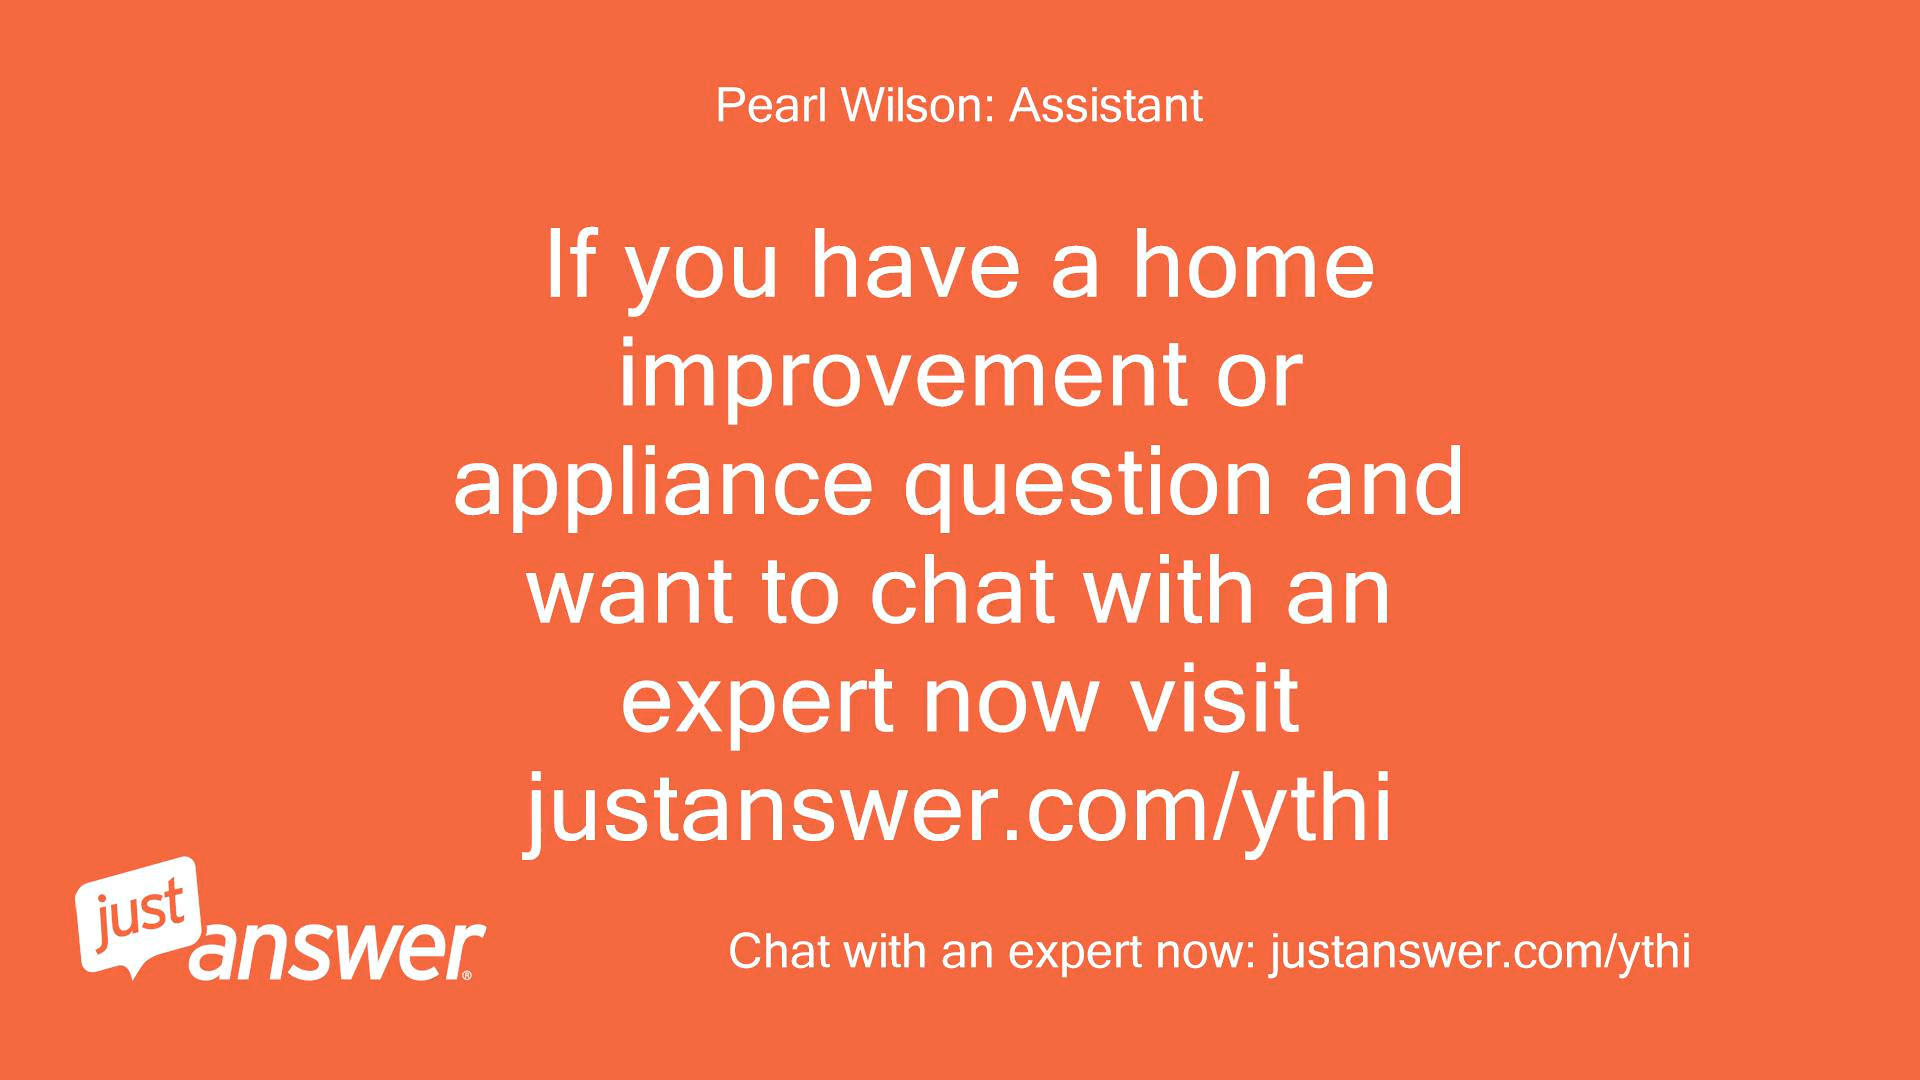 Pearl Wilson: Assistant
If you have a home
improvement or
appliance question and
want to chat with an
expert now visit
justanswer.com/ythi
just
answer®
Chat with an expert now: justanswer.com/ythi